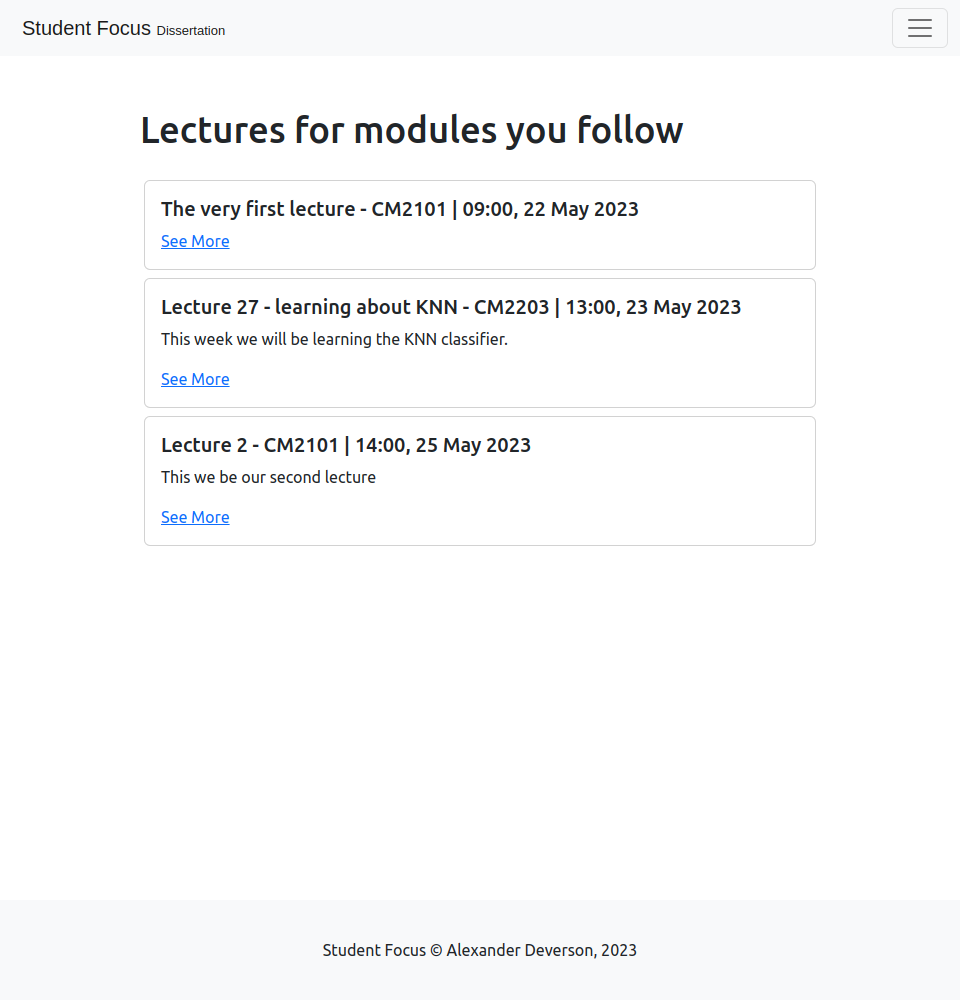 Student Focus Dissertation
Lectures for modules you follow
The very first lecture - CM2101 | 09:00, 22 May 2023
See More
Lecture 27 - learning about KNN - CM2203 | 13:00, 23 May 2023
This week we will be learning the KNN classifier.
See More
Lecture 2 - CM2101 | 14:00, 25 May 2023
This we be our second lecture
See More
Student Focus © Alexander Deverson, 2023